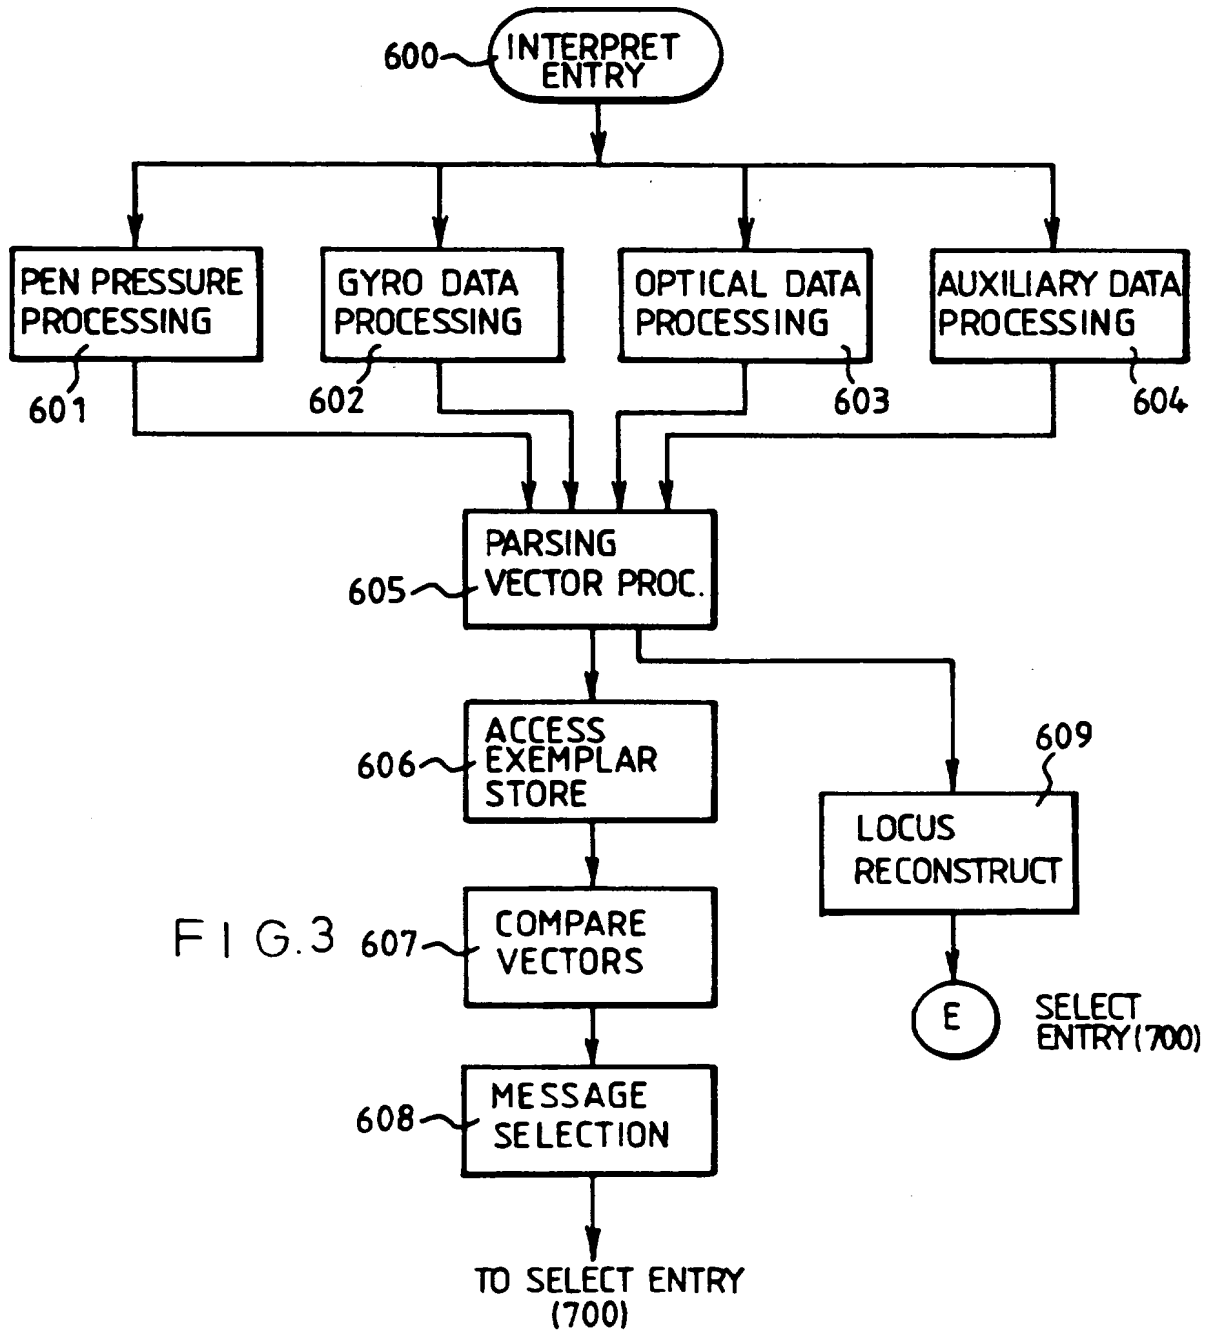 600
INTERPRET
ENTRY
PEN PRESSURE
PROCESSING
601
GYRO DATA
PROCESSING
602
OPTICAL DATA
PROCESSING
603
AUXILIARY DATA
PROCESSING
604
PARSING
VECTOR PROC.
605
ACCESS
EXEMPLAR
STORE
606
609
LOCUS
RECONSTRUCT
FIG.3
607
COMPARE
VECTORS
E
SELECT
ENTRY(700)
608
MESSAGE
SELECTION
TO SELECT ENTRY
(700)